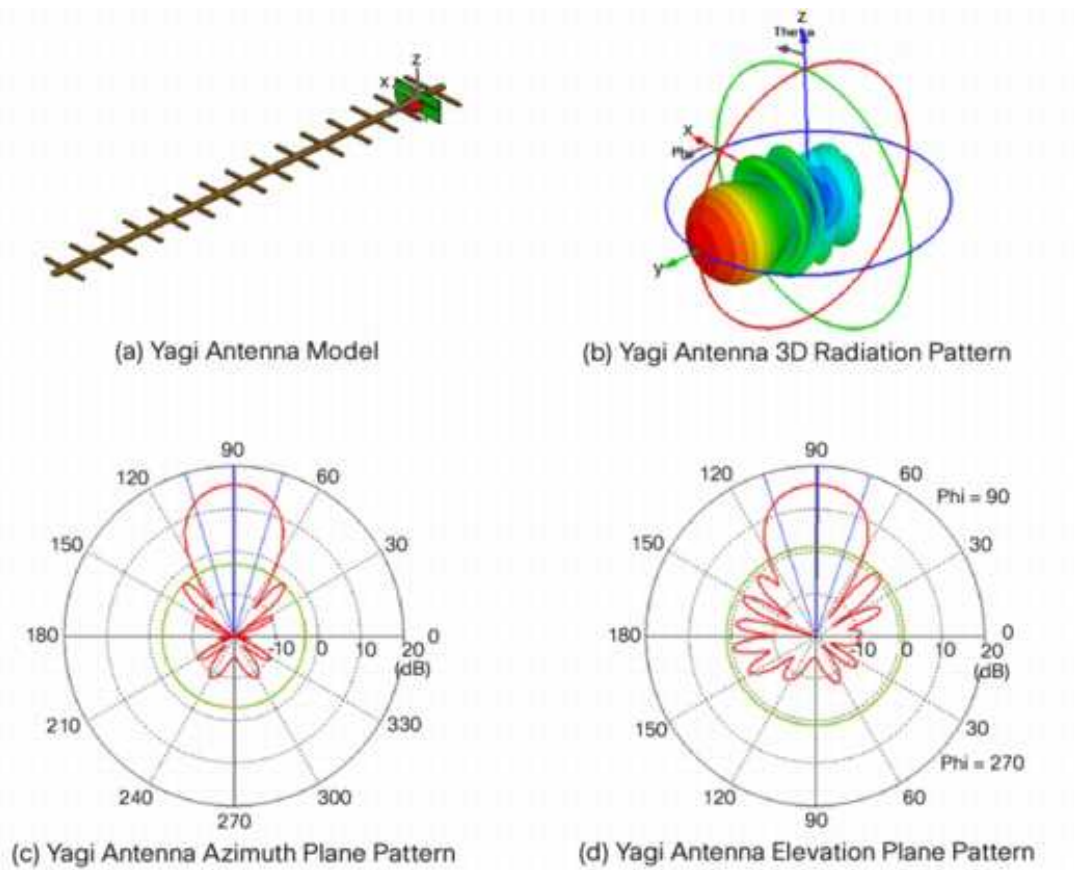 z
x
(a) Yagi Antenna Model
z
Theta
x
Phi
y
(b) Yagi Antenna 3D Radiation Pattern
90
120
60
150
30
180
-10 0 10 20
0
(dB)
210
330
240
300
270
(c) Yagi Antenna Azimuth Plane Pattern
90
120
60
Phi = 90
150
30
180
-10 0 10 20
0
(dB)
150
30
Phi = 270
120
60
90
(d) Yagi Antenna Elevation Plane Pattern